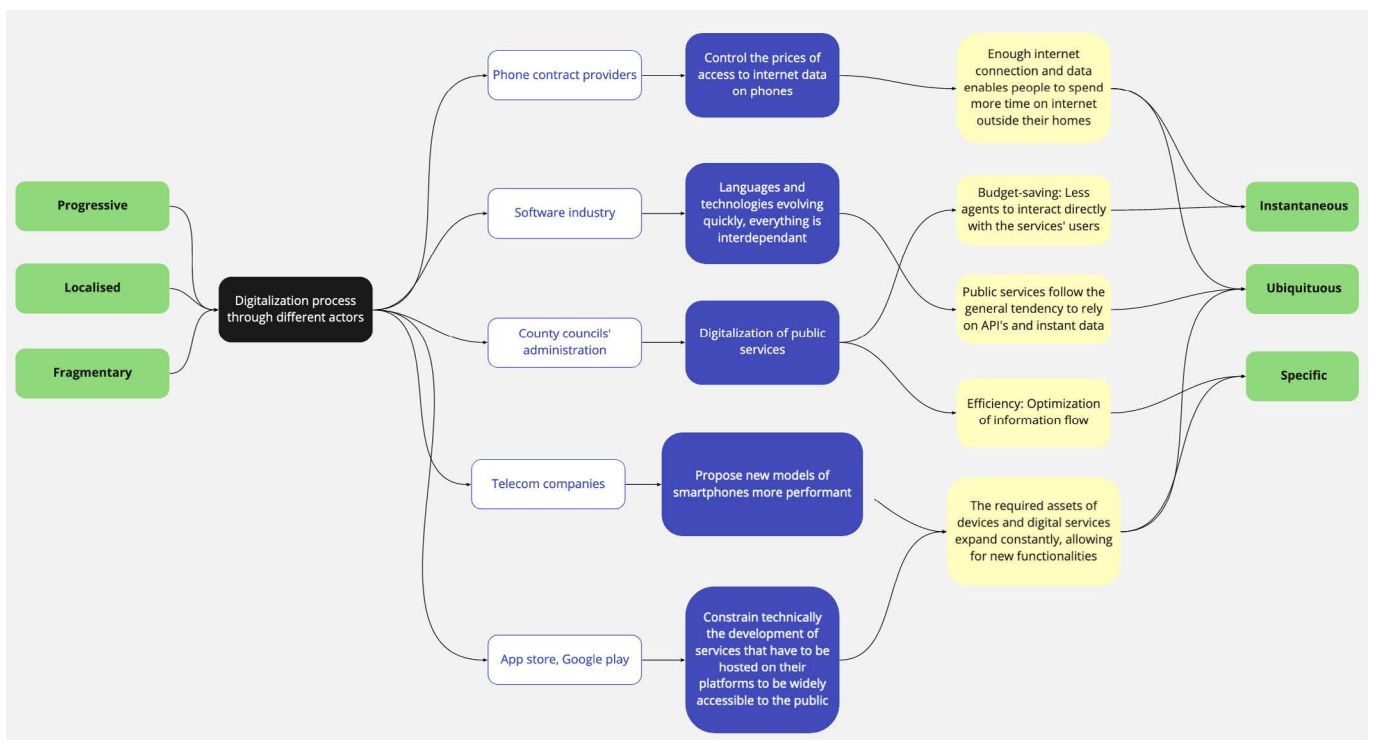 Progressive
Localised
Fragmentary
Digitalization process
through different actors
Phone contract providers
Software industry
County councils'
administration
Telecom companies
App store, Google play
Control the prices of
access to internet data
on phones
Languages and
technologies evolving
quickly, everything is
interdependant
Digitalization of public
services
Propose new models of
smartphones more performant
Constrain technically
the development of
services that have to be
hosted on their
platforms to be widely
accessible to the public
Enough internet
connection and data
enables people to spend
more time on internet
outside their homes
Budget-saving: Less
agents to interact directly
with the services' users
Public services follow the
general tendency to rely
on API's and instant data
Efficiency: Optimization
of information flow
The required assets of
devices and digital services
expand constantly, allowing
for new functionalities
Instantaneous
Ubiquituous
Specific